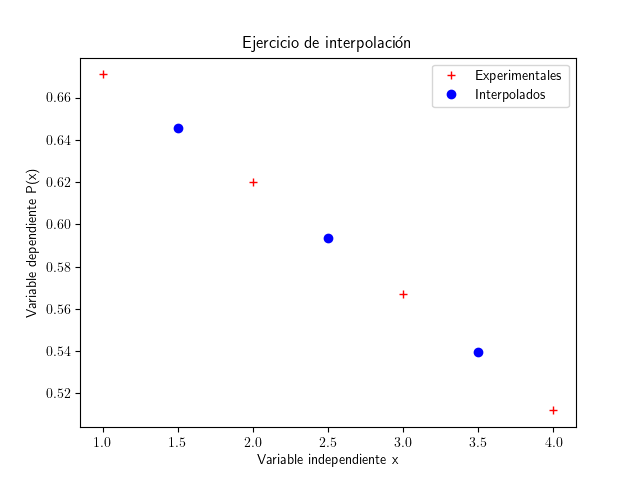 Ejercicio de interpolación
Experimentales
Interpolados
Variable dependiente P(x)
0.66
0.64
0.62
0.60
0.58
0.56
0.54
0.52
1.0 1.5 2.0 2.5 3.0 3.5 4.0
Variable independiente x